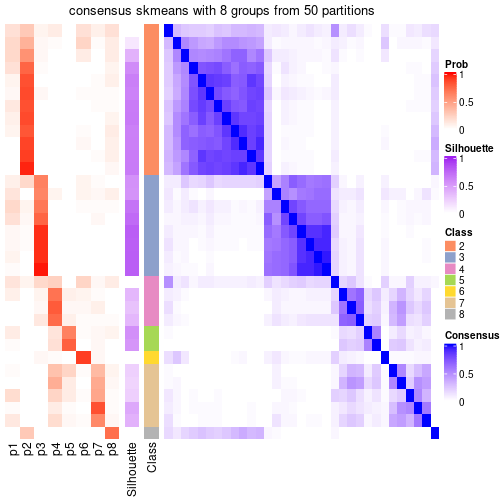 consensus skmeans with 8 groups from 50 partitions
p1
p2
p3
p4
p5
p6
p7
p8
Silhouette
Class
Prob
1
0.5
0
Silhouette
1
0.5
0
Class
2
3
4
5
6
7
8
Consensus
1
0.5
0